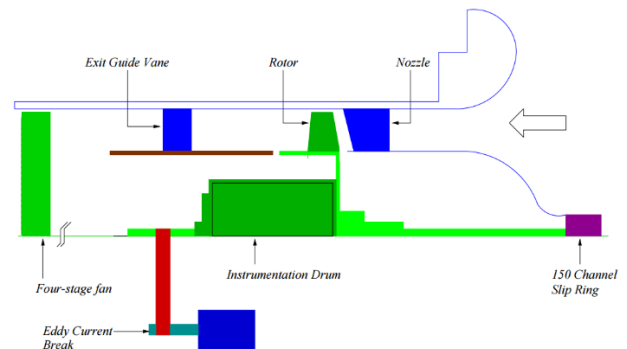 Exit Guide Vane
Rotor
Nozzle
Four-stage fan
Instrumentation Drum
150 Channel
Slip Ring
Eddy Current
Break